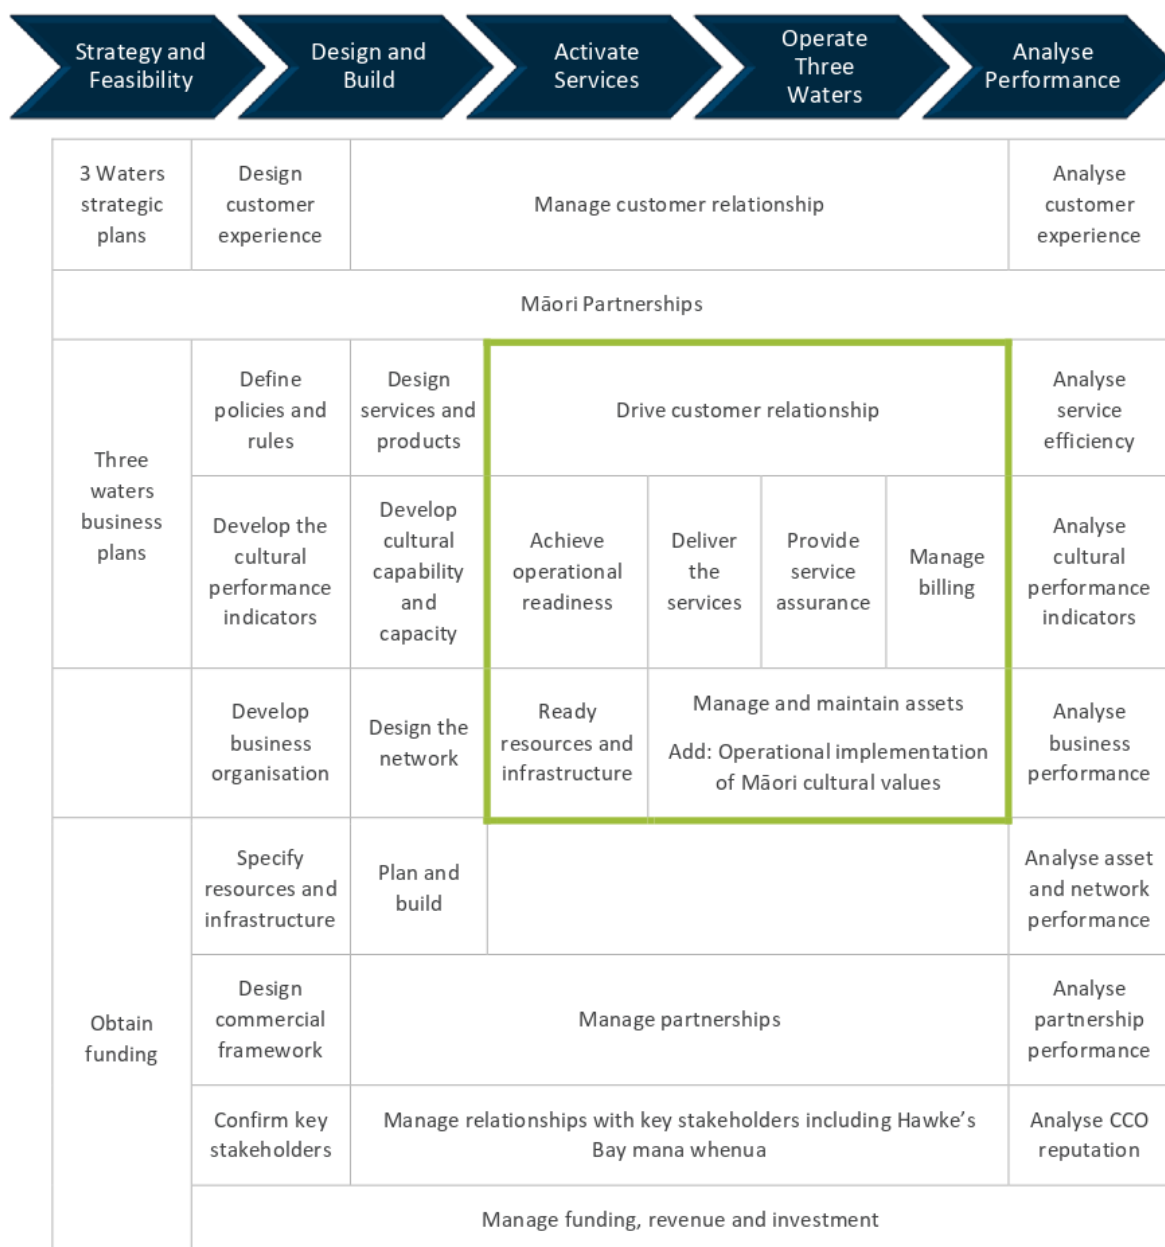 Strategy and
Feasibility
Design and
Build
Activate
Services
Operate
Three
Waters
Analyse
Performance
3 Waters
strategic
plans
Design
customer
experience
Manage customer relationship
Analyse
customer
experience
Māori Partnerships
Three
waters
business
plans
Define
policies and
rules
Design
services and
products
Drive customer relationship
Analyse
service
efficiency
Develop the
cultural
performance
indicators
Develop
cultural
capability
and
capacity
Achieve
operational
readiness
Deliver
the
services
Provide
service
assurance
Manage
billing
Analyse
cultural
performance
indicators
Develop
business
organisation
Design the
network
Ready
resources and
infrastructure
Manage and maintain assets
Add: Operational implementation
of Māori cultural values
Analyse
business
performance
Obtain
funding
Specify
resources and
infrastructure
Plan and
build
Analyse asset
and network
performance
Design
commercial
framework
Manage partnerships
Analyse
partnership
performance
Confirm key
stakeholders
Manage relationships with key stakeholders including Hawke’s
Bay mana whenua
Analyse CCO
reputation
Manage funding, revenue and investment